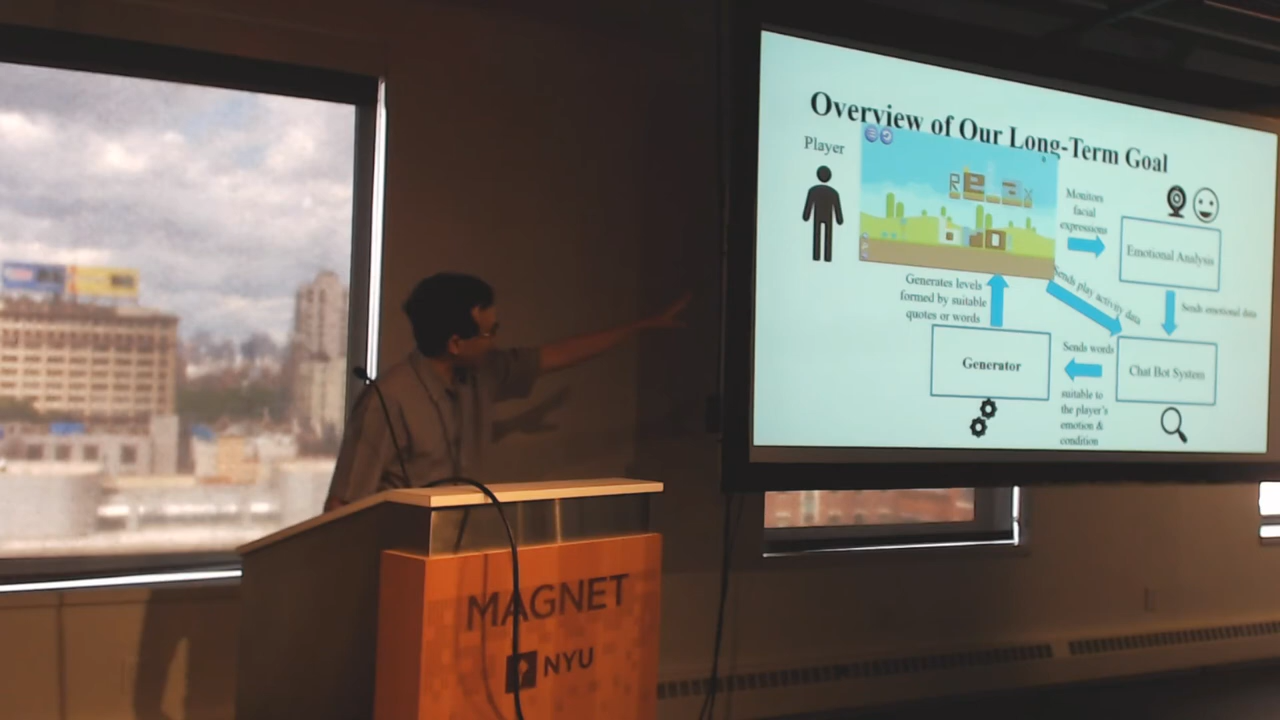 Overview of Our Long-Term Goal
Player
Relax
Monitors
facial
expressions
Emotional Analysis
Sends play activity data
Sends emotional data
Generates levels
formed by suitable
quotes or words
Generator
Sends words
suitable to
the player's
emotion &
condition
Chat Bot System
MAGNET
NYU